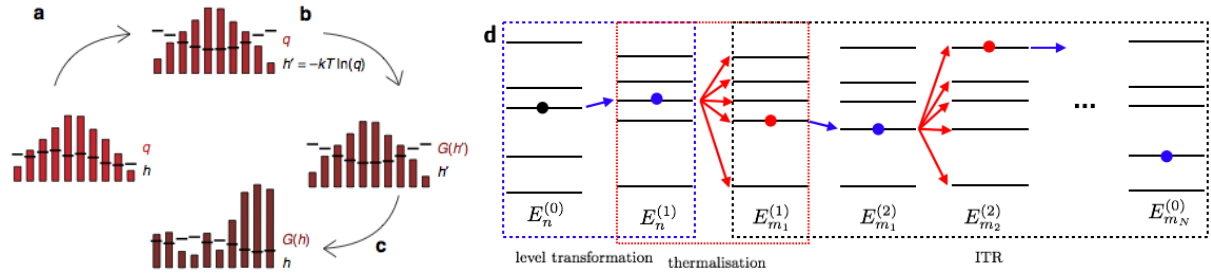 a
b
q
h' = −kT ln(q)
q
h
G(h')
h'
G(h)
h
c
d
E_n^{(0)} E_n^{(1)} E_{m_1}^{(1)} E_{m_1}^{(2)} E_{m_2}^{(2)} ... E_{m_N}^{(0)}
level transformation thermalisation ITR